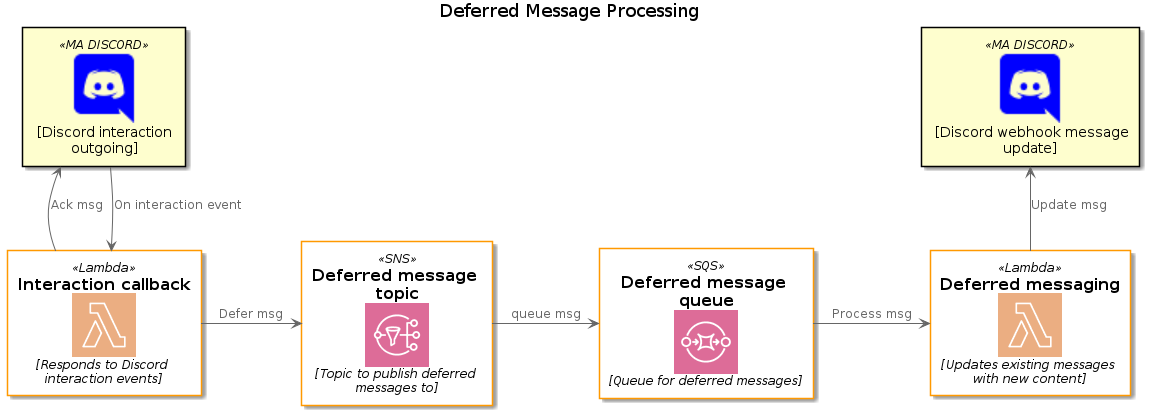 Deferred Message Processing
«MA DISCORD»
[Discord interaction
outgoing]
«MA DISCORD»
[Discord webhook message
update]
Ack msg
On interaction event
Update msg
«Lambda»
Interaction callback
[Responds to Discord
interaction events]
Defer msg
«SNS»
Deferred message
topic
[Topic to publish deferred
messages to]
queue msg
«SQS»
Deferred message
queue
[Queue for deferred messages]
Process msg
«Lambda»
Deferred messaging
[Updates existing messages
with new content]